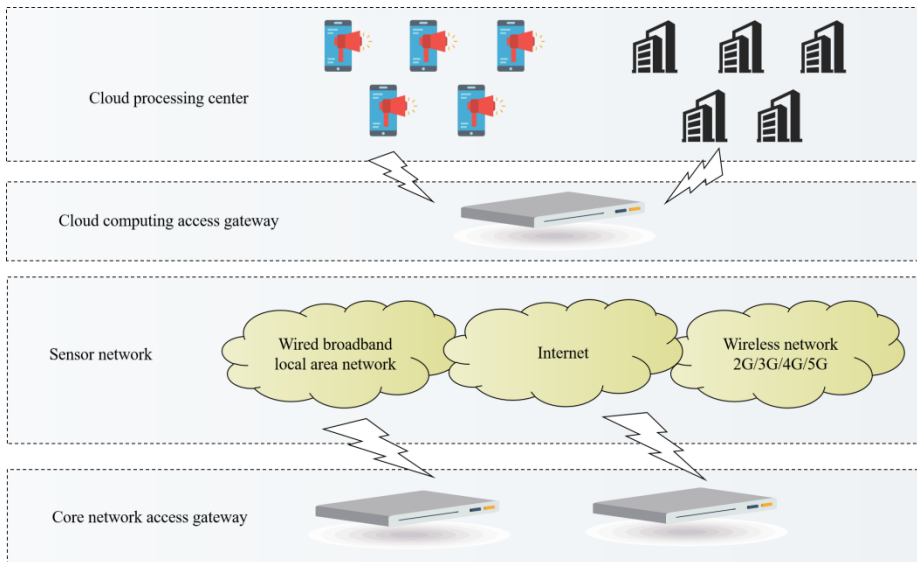 Cloud processing center
Cloud computing access gateway
Sensor network
Wired broadband
local area network
Internet
Wireless network
2G/3G/4G/5G
Core network access gateway